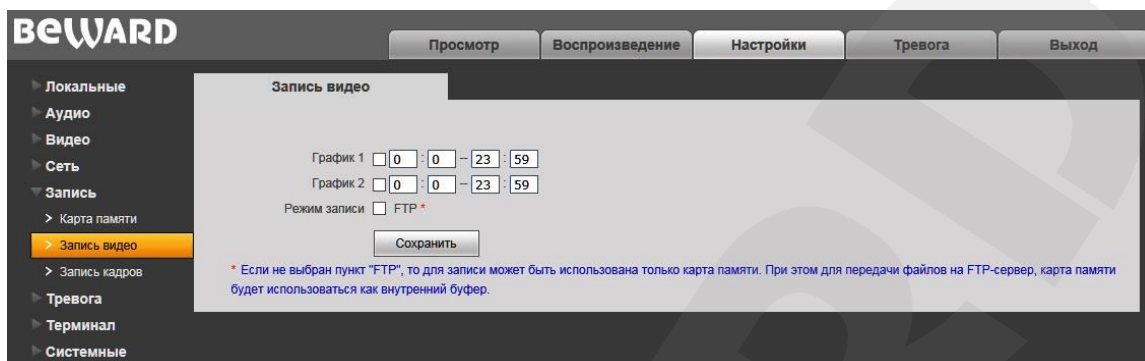 BEWARD
Просмотр Воспроизведение Настройки Тревога Выход
Локальные
Аудио
Видео
Сеть
Запись
> Карта памяти
> Запись видео
> Запись кадров
Тревога
Терминал
Системные
Запись видео
График 1 0 : 0 – 23 : 59
График 2 0 : 0 – 23 : 59
Режим записи FTP *
Сохранить
* Если не выбран пункт "FTP", то для записи может быть использована только карта памяти. При этом для передачи файлов на FTP-сервер, карта памяти
будет использоваться как внутренний буфер.